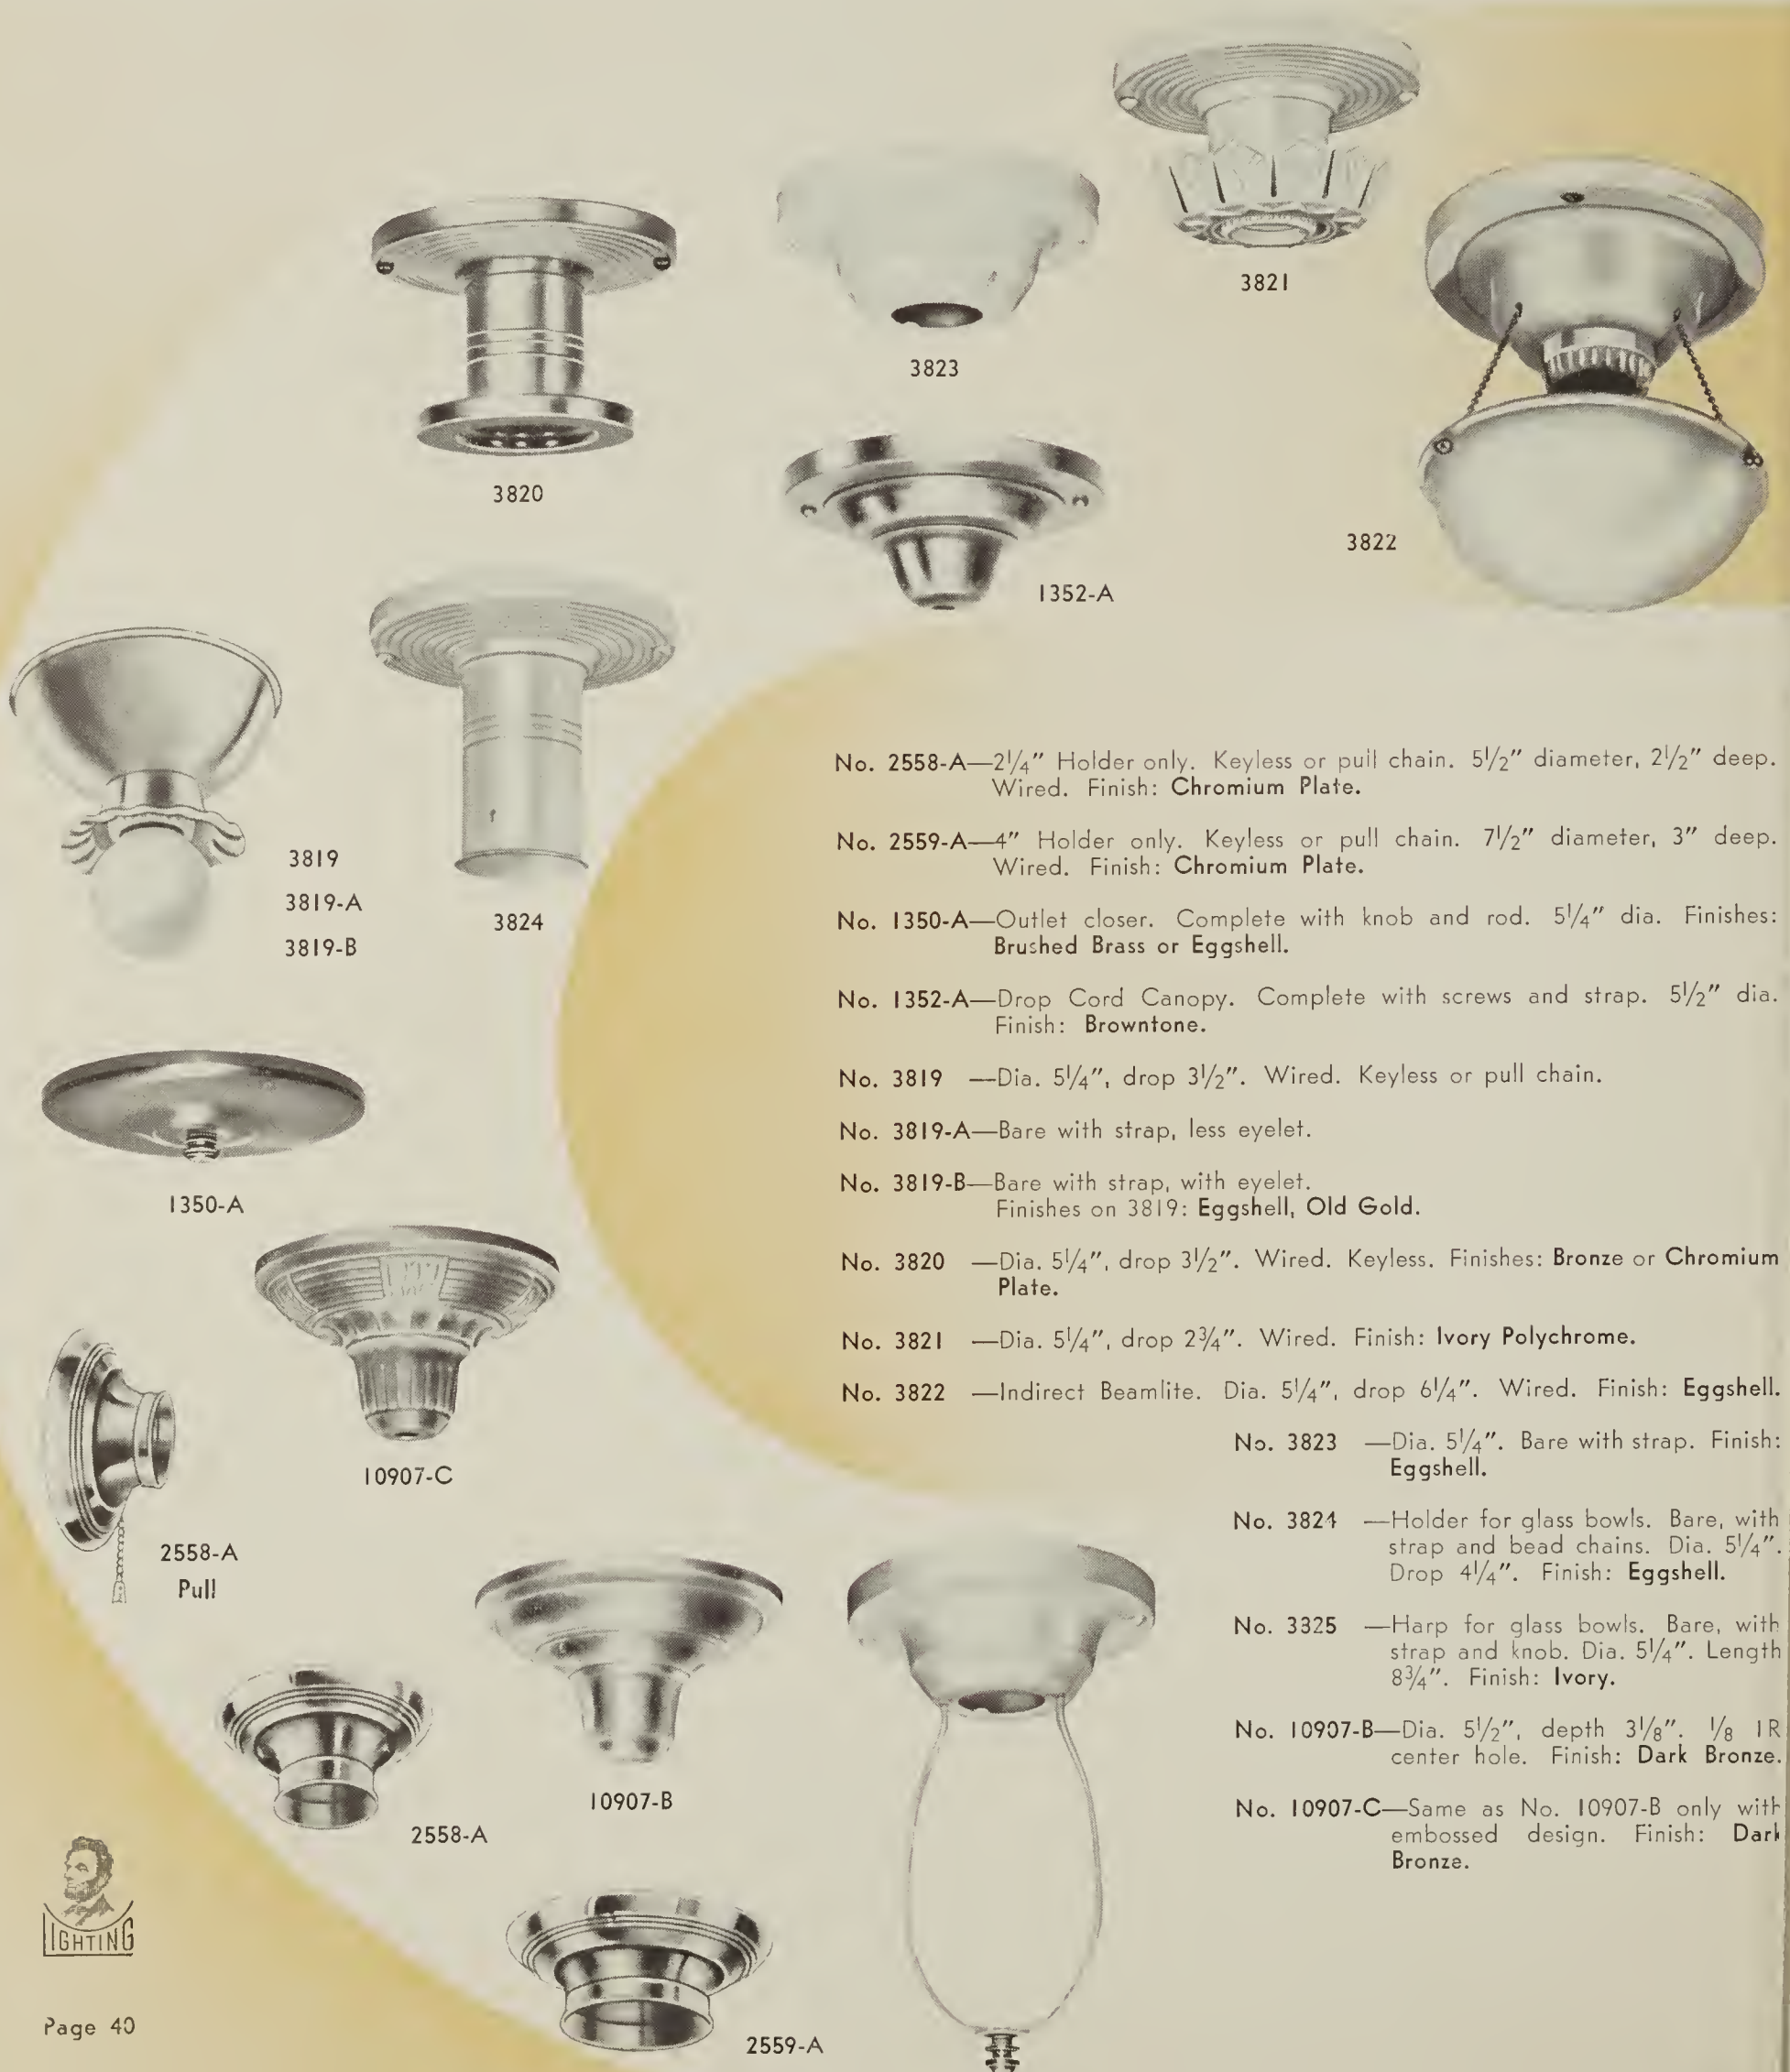 3821
3823
3820
3822
1352-A
3819
3819-A
3819-B
3824
1350-A
10907-C
2558-A
Pull
10907-B
2558-A
2559-A
No. 2558-A—2¼" Holder only. Keyless or pull chain. 5½" diameter, 2½" deep.
Wired. Finish: Chromium Plate.
No. 2559-A—4" Holder only. Keyless or pull chain. 7½" diameter, 3" deep.
Wired. Finish: Chromium Plate.
No. 1350-A—Outlet closer. Complete with knob and rod. 5¼" dia. Finishes:
Brushed Brass or Eggshell.
No. 1352-A—Drop Cord Canopy. Complete with screws and strap. 5½" dia.
Finish: Browntone.
No. 3819 —Dia. 5¼", drop 3½". Wired. Keyless or pull chain.
No. 3819-A—Bare with strap, less eyelet.
No. 3819-B—Bare with strap, with eyelet.
Finishes on 3819: Eggshell, Old Gold.
No. 3820 —Dia. 5¼", drop 3½". Wired. Keyless. Finishes: Bronze or Chromium
Plate.
No. 3821 —Dia. 5¼", drop 2¾". Wired. Finish: Ivory Polychrome.
No. 3822 —Indirect Beamlite. Dia. 5¼", drop 6¼". Wired. Finish: Eggshell.
No. 3823 —Dia. 5¼". Bare with strap. Finish:
Eggshell.
No. 3824 —Holder for glass bowls. Bare, with
strap and bead chains. Dia. 5¼".
Drop 4¼". Finish: Eggshell.
No. 3325 —Harp for glass bowls. Bare, with
strap and knob. Dia. 5¼". Length
8¾". Finish: Ivory.
No. 10907-B—Dia. 5½", depth 3⅛". ⅛ IR
center hole. Finish: Dark Bronze.
No. 10907-C—Same as No. 10907-B only with
embossed design. Finish: Dark
Bronze.
LIGHTING
Page 40